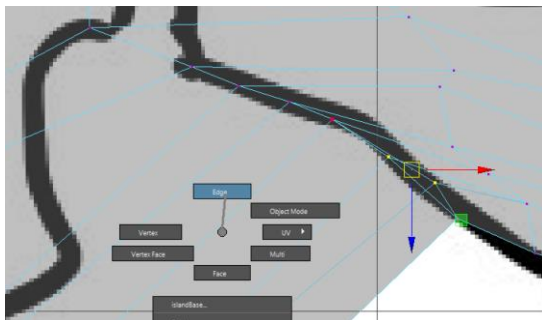 Edge
Object Mode
Vertex
UV
Vertex Face
Multi
Face
IslandBase...